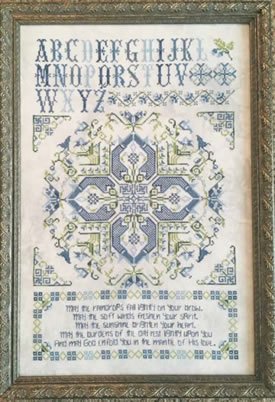 ABCDEFGHIJKL
MNOPQRSTUV
WXYZ
May the raindrops fall lightly on your brow.
May the soft winds freshen your spirit.
May the sunshine brighten your heart.
May the burdens of the day rest lightly upon you
And may God enfold you in the mantle of His love.